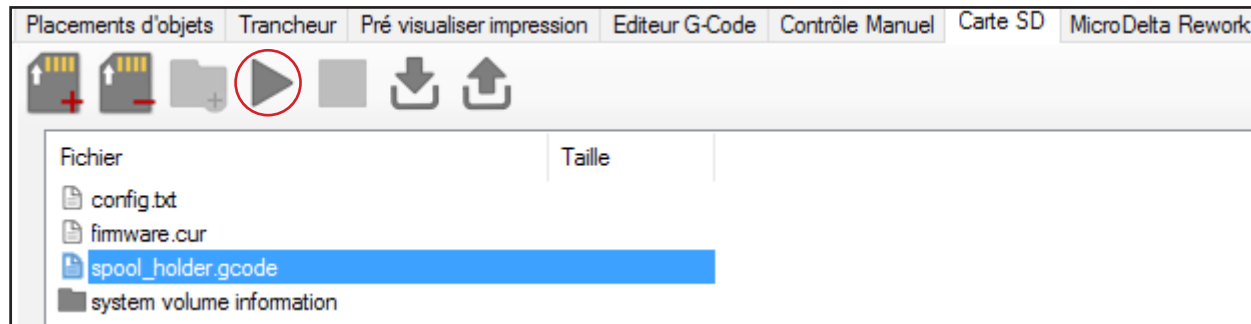 Placements d'objets Trancheur Pré visualiser impression Editeur G-Code Contrôle Manuel Carte SD MicroDelta Rework
Fichier Taille
config.txt
firmware.cur
spool_holder.gcode
system volume information